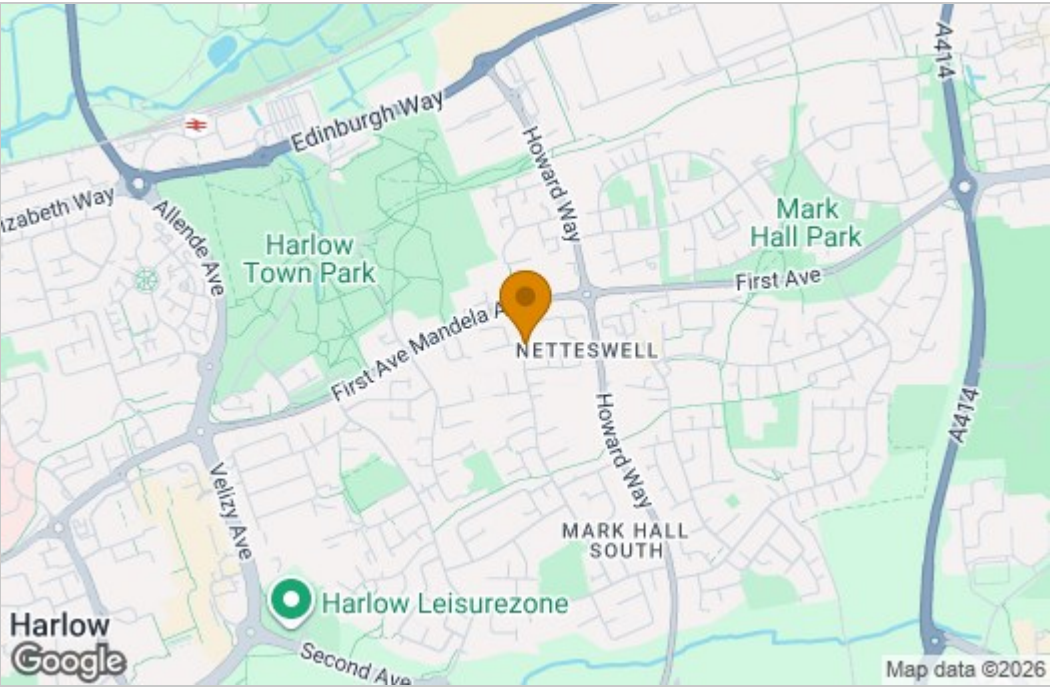 A414
Edinburgh Way
Howard Way
izabeth Way
Allende Ave
Harlow
Town Park
Mark
Hall Park
First Ave
First Ave Mandela A
NETTESWELL
A414
Howard Way
Velizy Ave
MARK HALL
SOUTH
Harlow Leisurezone
Harlow
Second Ave
Google
Map data ©2026